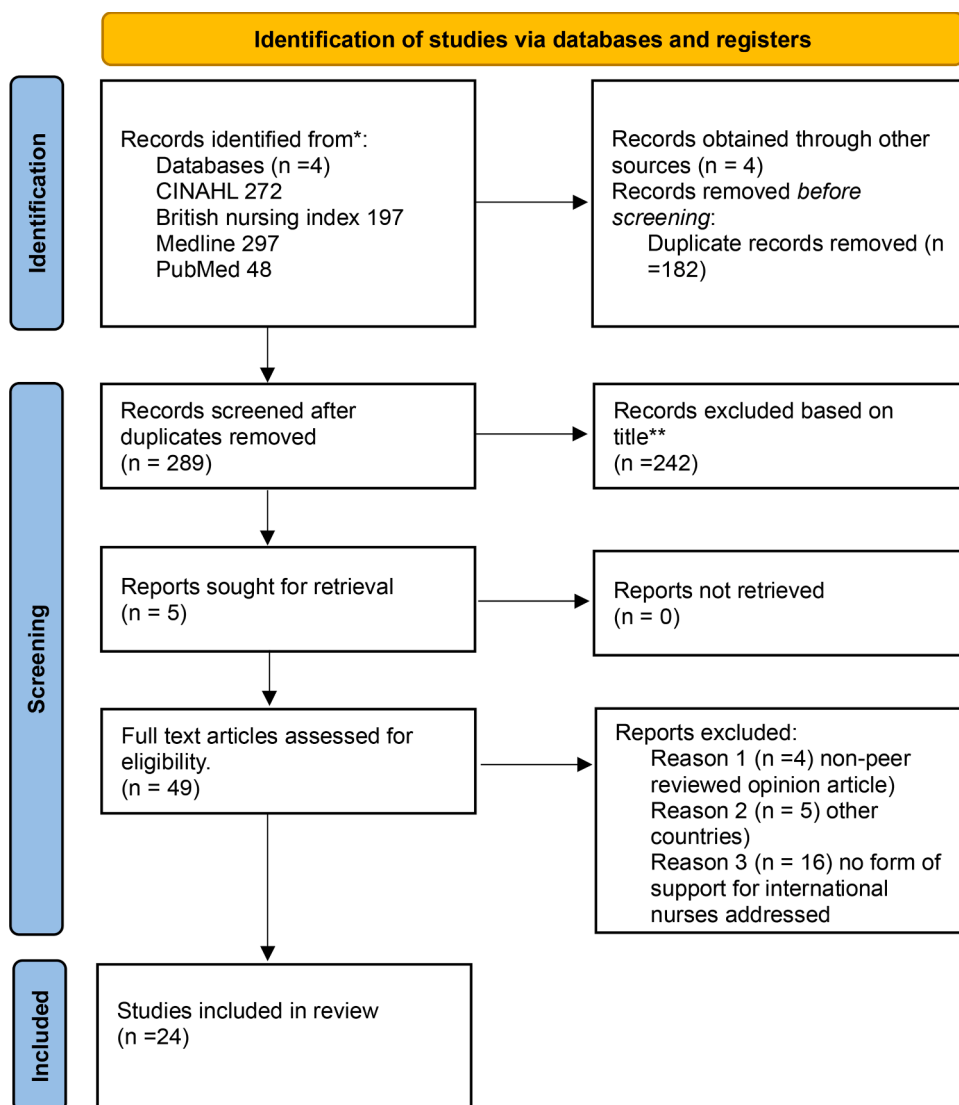 Identification of studies via databases and registers
Identification
Records identified from*:
Databases (n =4)
CINAHL 272
British nursing index 197
Medline 297
PubMed 48
Records obtained through other
sources (n = 4)
Records removed before
screening:
Duplicate records removed (n
=182)
Screening
Records screened after
duplicates removed
(n = 289)
Records excluded based on
title**
(n =242)
Reports sought for retrieval
(n = 5)
Reports not retrieved
(n = 0)
Full text articles assessed for
eligibility.
(n = 49)
Reports excluded:
Reason 1 (n =4) non-peer
reviewed opinion article)
Reason 2 (n = 5) other
countries)
Reason 3 (n = 16) no form of
support for international
nurses addressed
Included
Studies included in review
(n =24)